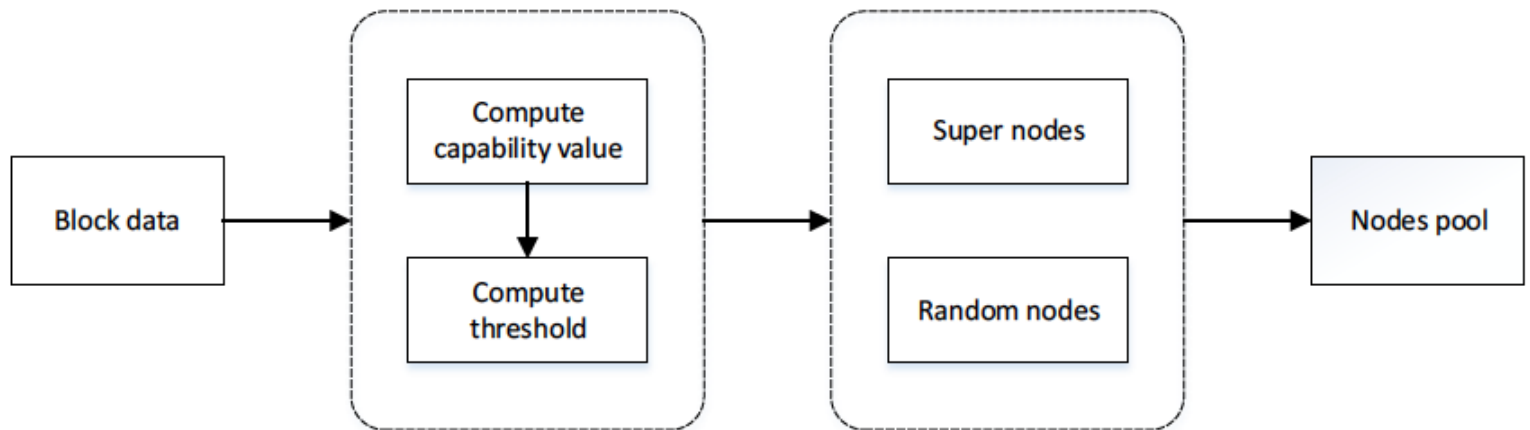 Block data
Compute
capability value
Compute
threshold
Super nodes
Random nodes
Nodes pool